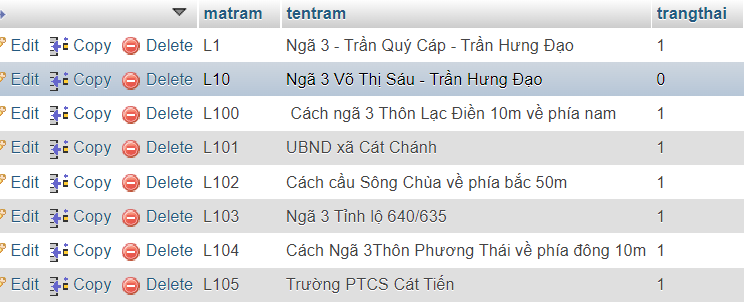 matram tentram trangthai
Edit Copy Delete L1 Ngã 3 - Trần Quý Cáp - Trần Hưng Đạo 1
Edit Copy Delete L10 Ngã 3 Võ Thị Sáu - Trần Hưng Đạo 0
Edit Copy Delete L100 Cách ngã 3 Thôn Lạc Điền 10m về phía nam 1
Edit Copy Delete L101 UBND xã Cát Chánh 1
Edit Copy Delete L102 Cách cầu Sông Chùa về phía bắc 50m 1
Edit Copy Delete L103 Ngã 3 Tỉnh lộ 640/635 1
Edit Copy Delete L104 Cách Ngã 3Thôn Phương Thái về phía đông 10m 1
Edit Copy Delete L105 Trường PTCS Cát Tiến 1